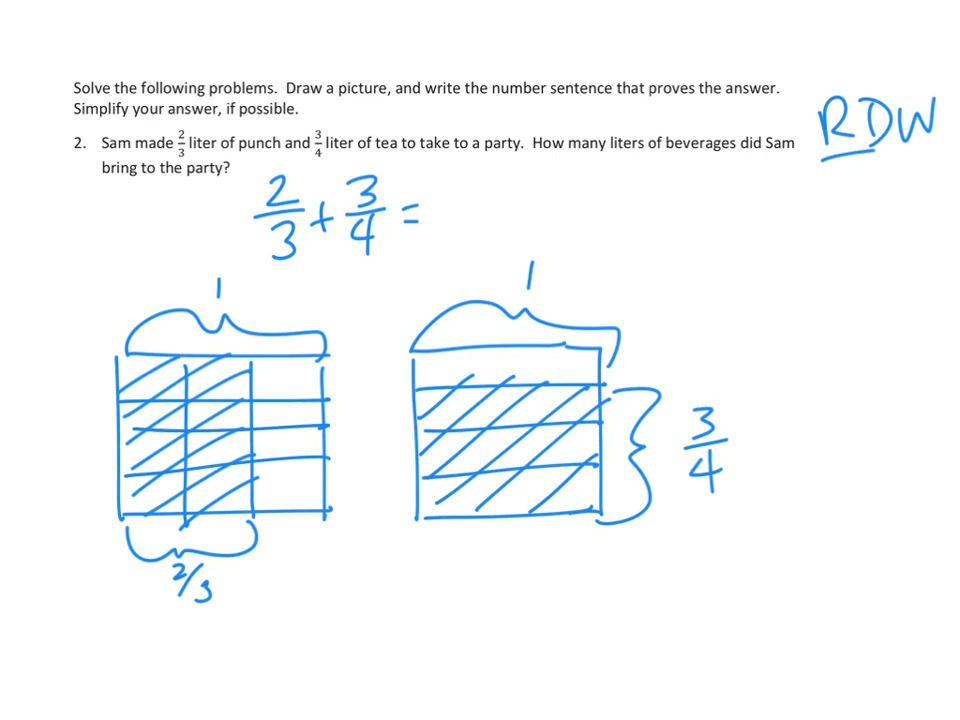 Solve the following problems. Draw a picture, and write the number sentence that proves the answer.
Simplify your answer, if possible.
RDW
2. Sam made 2/3 liter of punch and 3/4 liter of tea to take to a party. How many liters of beverages did Sam
bring to the party?
2/3 + 3/4 =
1
1
3/4
2/3